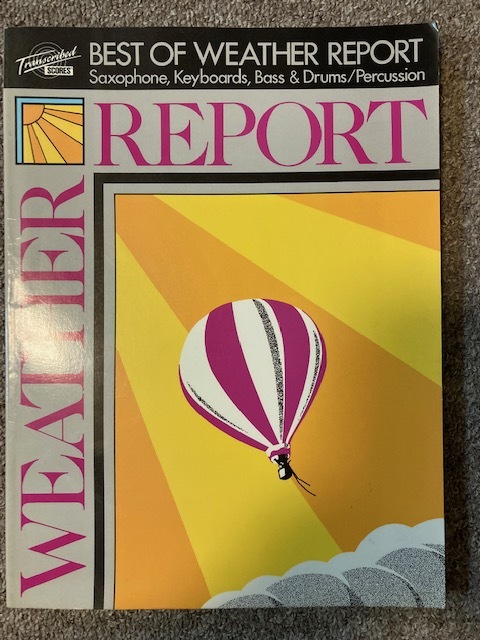 Transcribed
SCORES
BEST OF WEATHER REPORT
Saxophone, Keyboards, Bass & Drums/Percussion
WEATHER
REPORT